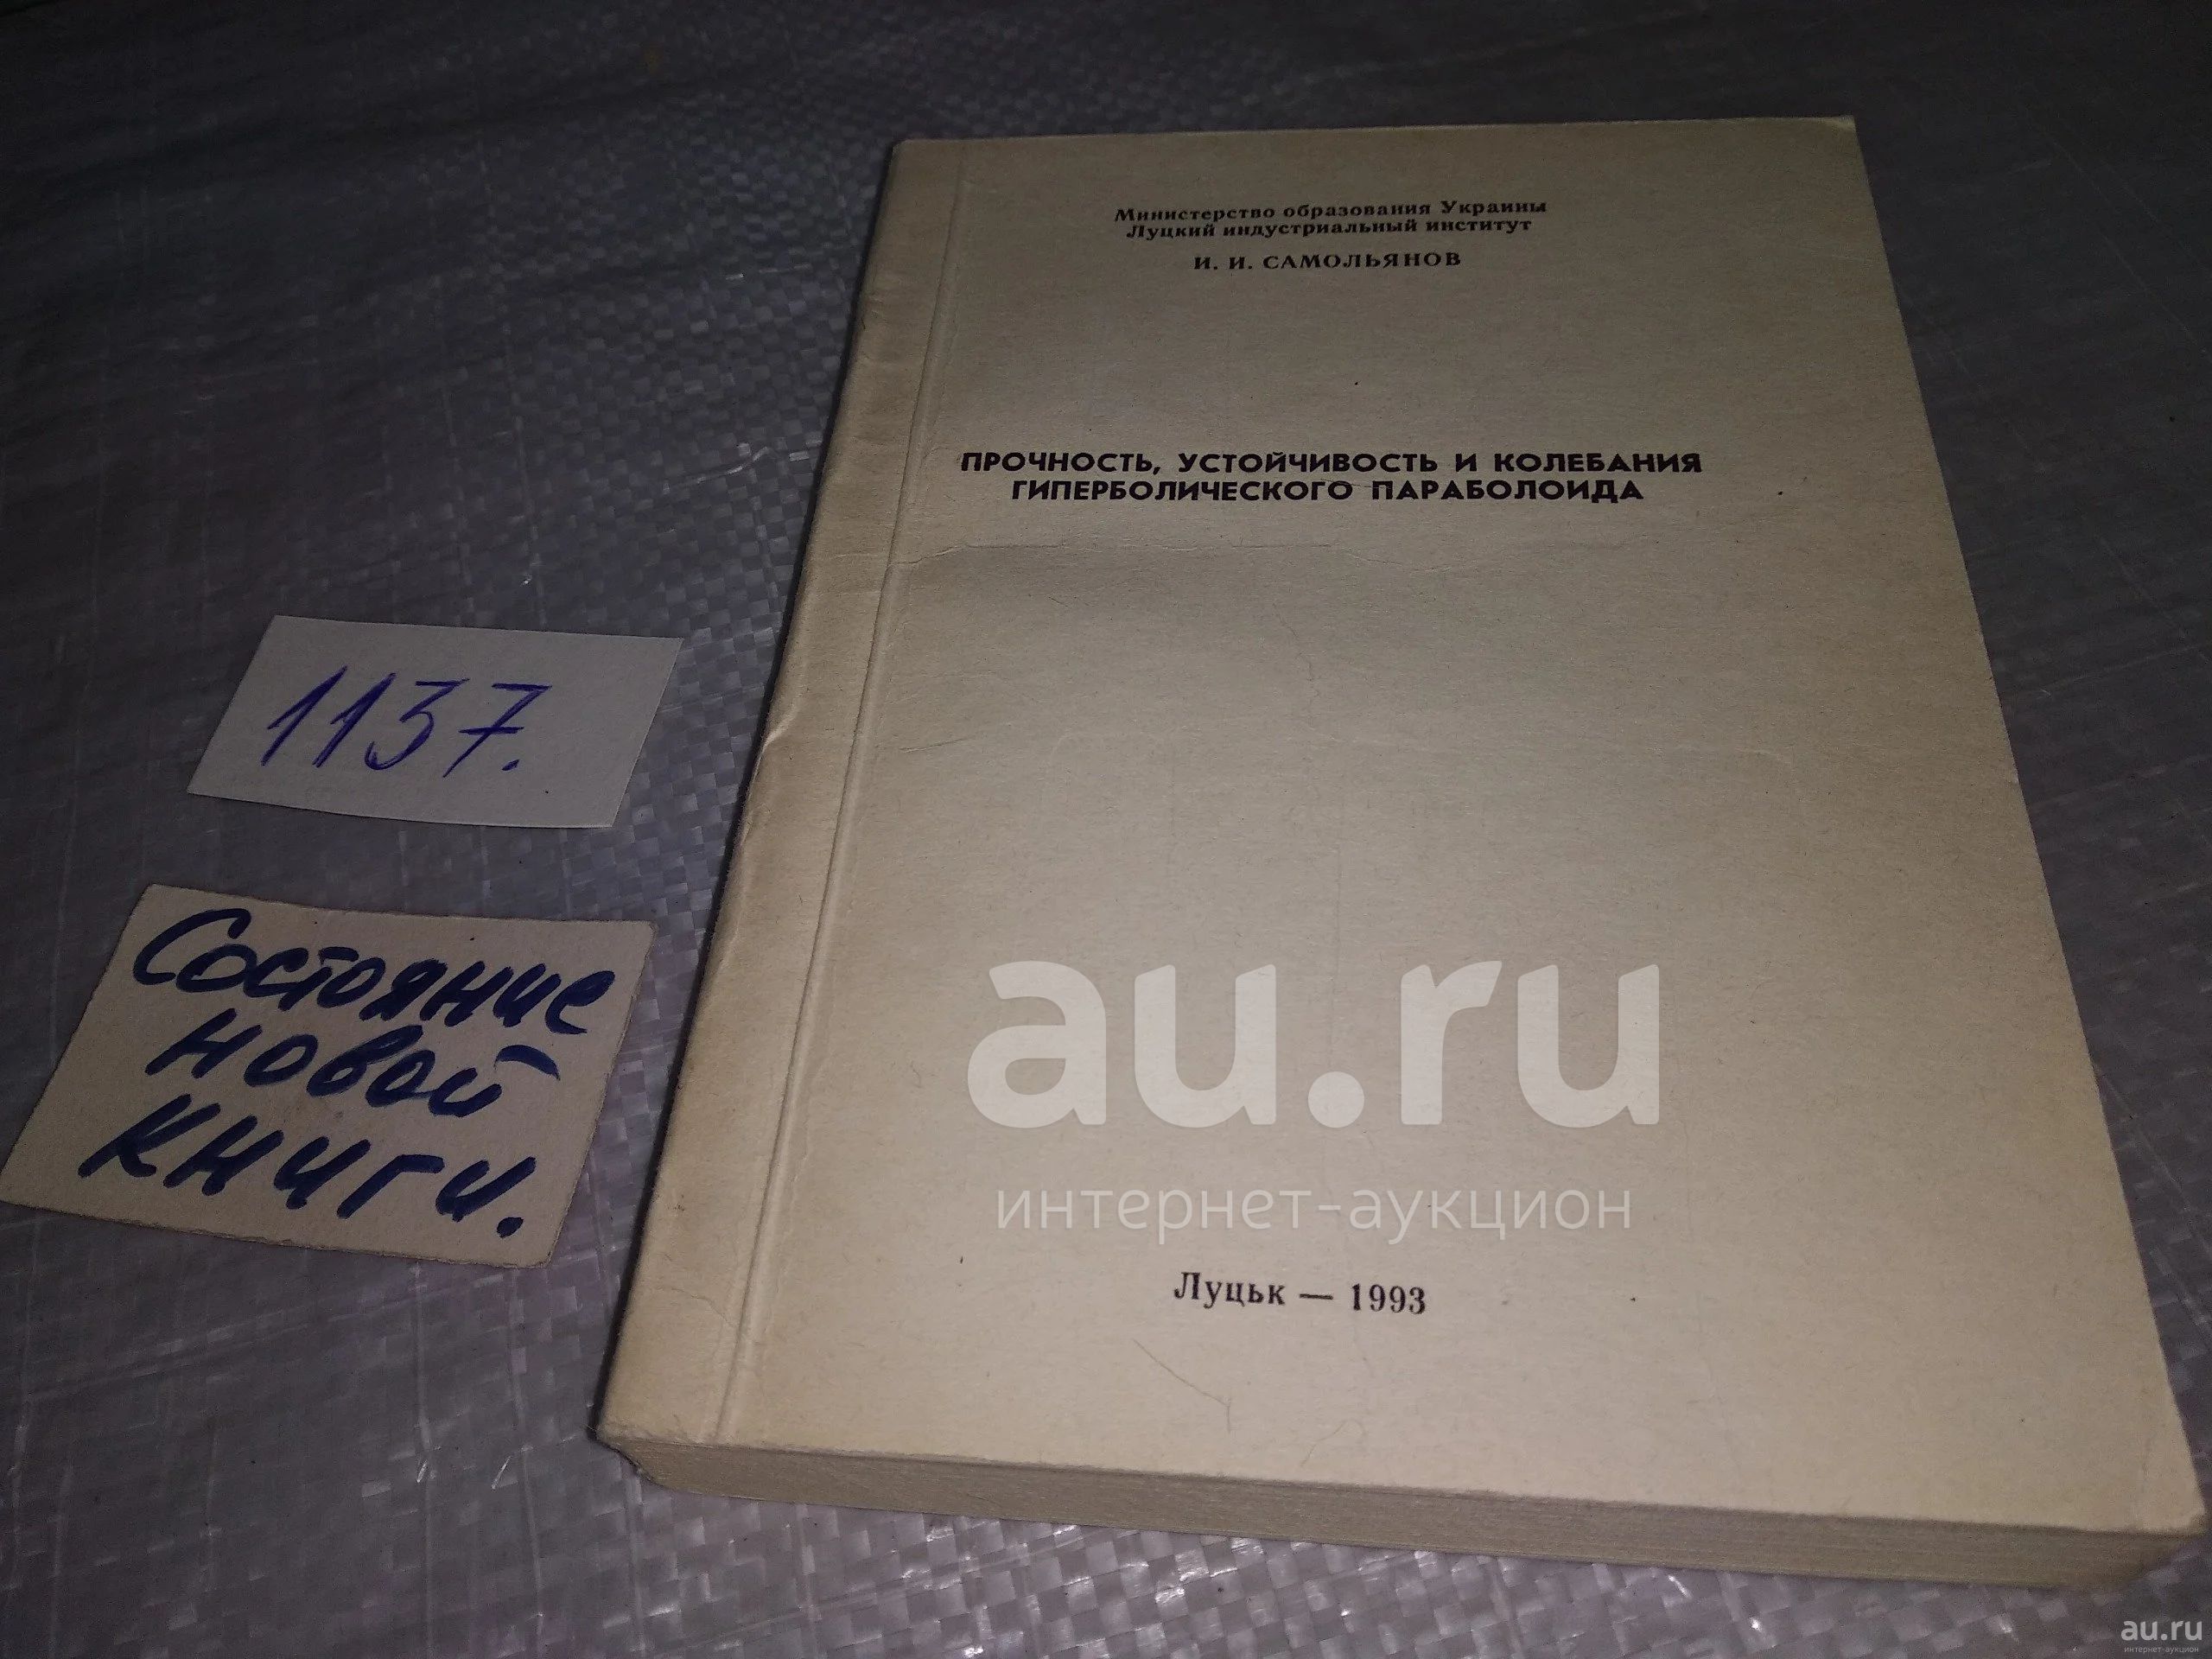 Министерство образования Украины
Луцкий индустриальный институт
И. И. САМОЛЬЯНОВ
ПРОЧНОСТЬ, УСТОЙЧИВОСТЬ И КОЛЕБАНИЯ
ГИПЕРБОЛИЧЕСКОГО ПАРАБОЛОИДА
1137.
Состояние
новой
книги.
au.ru
интернет-аукцион
Луцьк — 1993
au.ru
интернет-аукцион